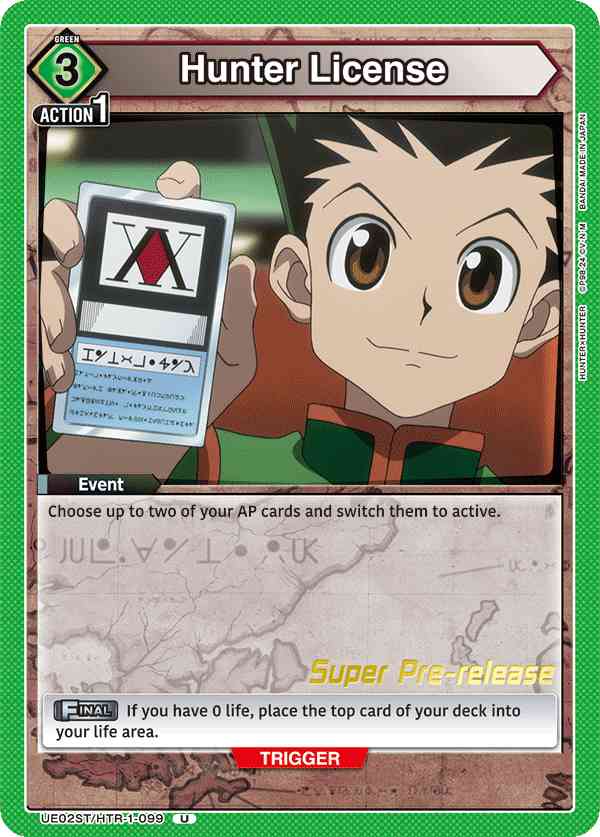 GREEN
3
Hunter License
ACTION 1
HUNTER×HUNTER ©P98-24 ©V･N･M BANDAI MADE IN JAPAN
Event
Choose up to two of your AP cards and switch them to active.
Super Pre-release
FINAL If you have 0 life, place the top card of your deck into
your life area.
TRIGGER
UE02ST/HTR-1-099 U